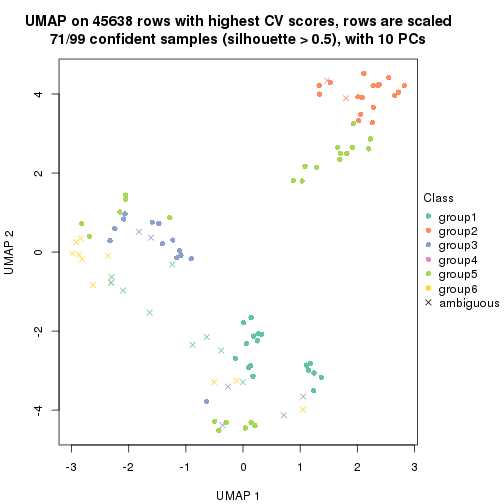 UMAP on 45638 rows with highest CV scores, rows are scaled
71/99 confident samples (silhouette > 0.5), with 10 PCs
4
2
0
-2
-4
UMAP 2
-3
-2
-1
0
1
2
3
UMAP 1
Class
group1
group2
group3
group4
group5
group6
ambiguous